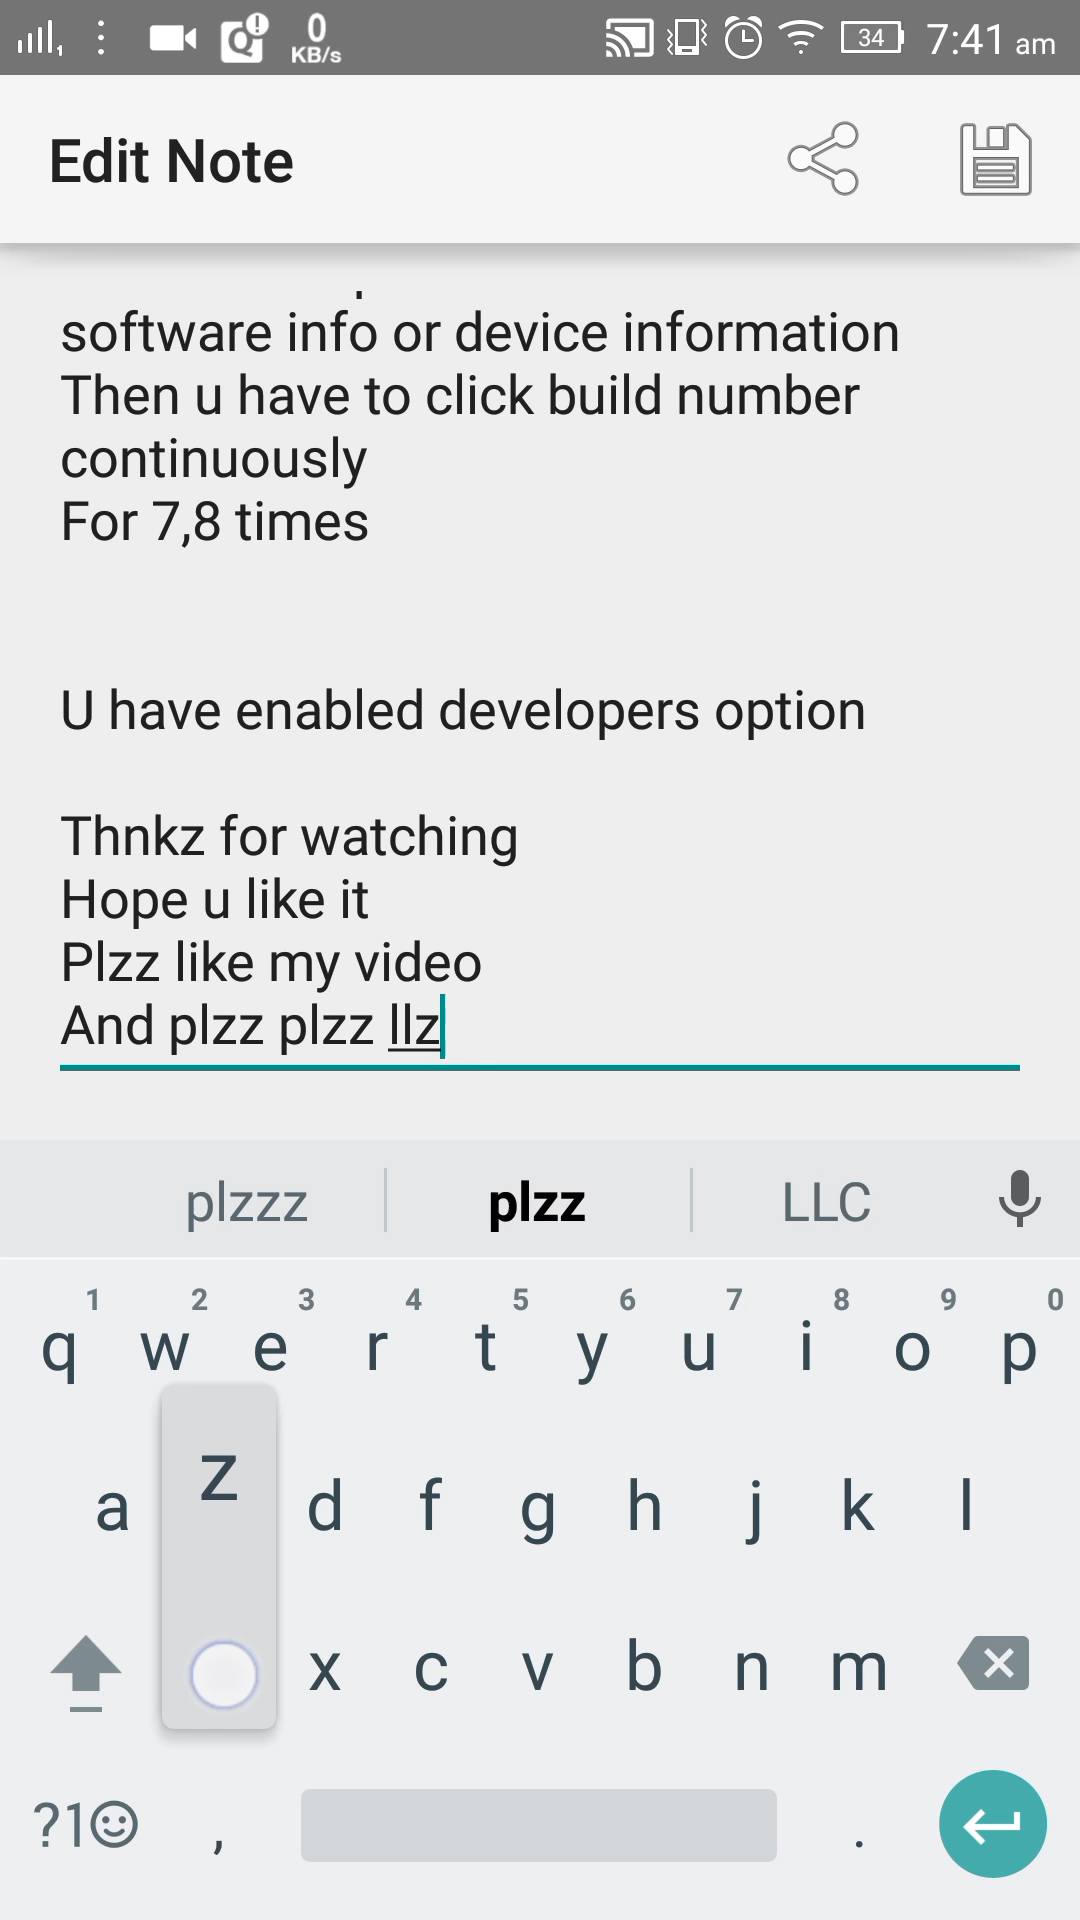 0
KB/s
34
7:41 am
Edit Note
software info or device information
Then u have to click build number
continuously
For 7,8 times
U have enabled developers option
Thnkz for watching
Hope u like it
Plzz like my video
And plzz plzz llz
plzzz plzz LLC
1 2 3 4 5 6 7 8 9 0
q w e r t y u i o p
z
a d f g h j k l
x c v b n m
?1 , .